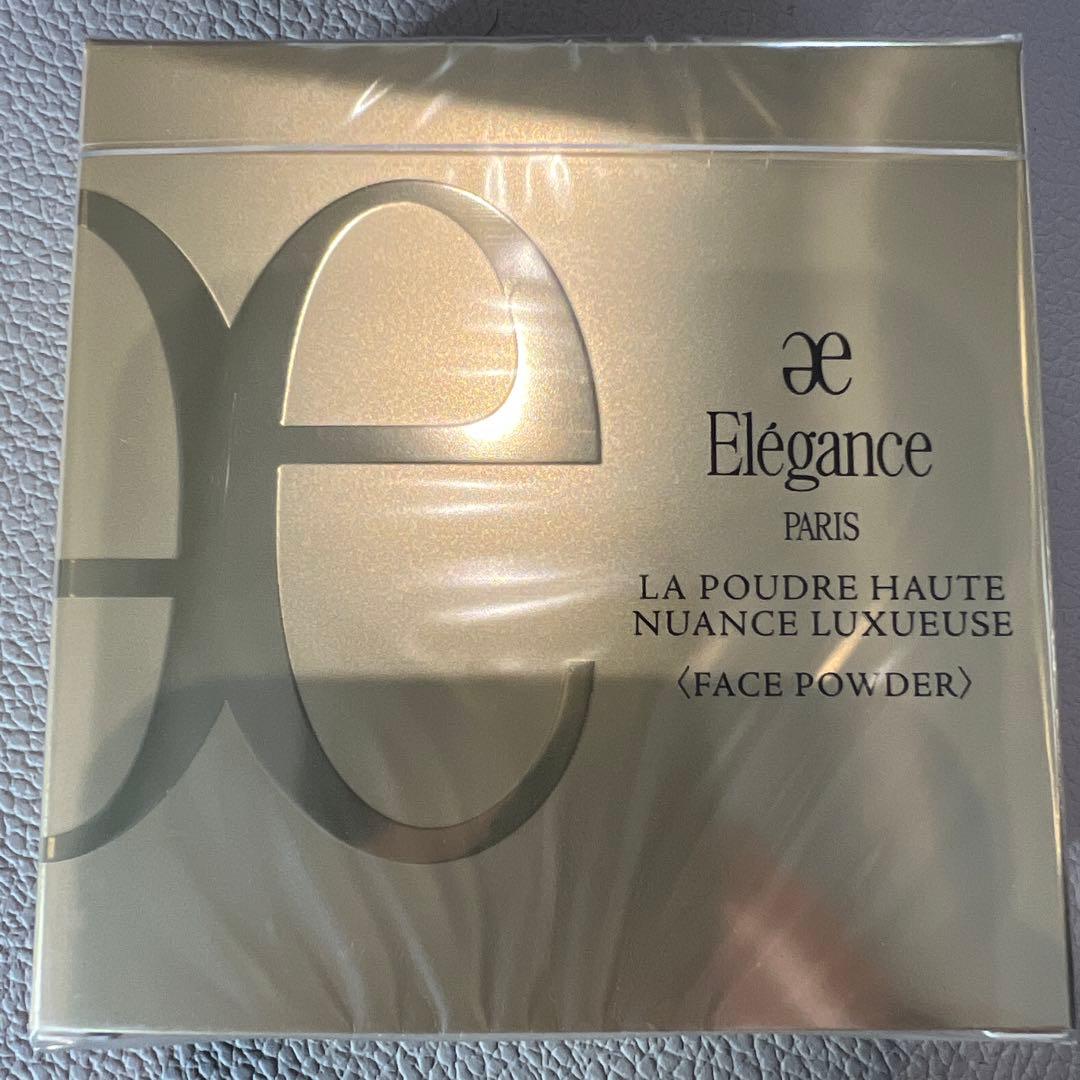 æ
Elégance
PARIS
LA POUDRE HAUTE
NUANCE LUXUEUSE
〈FACE POWDER〉